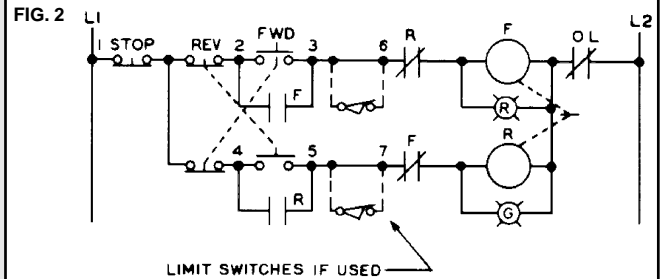 FIG. 2
L1
L2
1 STOP
REV
2
FWD
3
6
R
F
OL
F
R
4
5
7
F
R
R
G
LIMIT SWITCHES IF USED